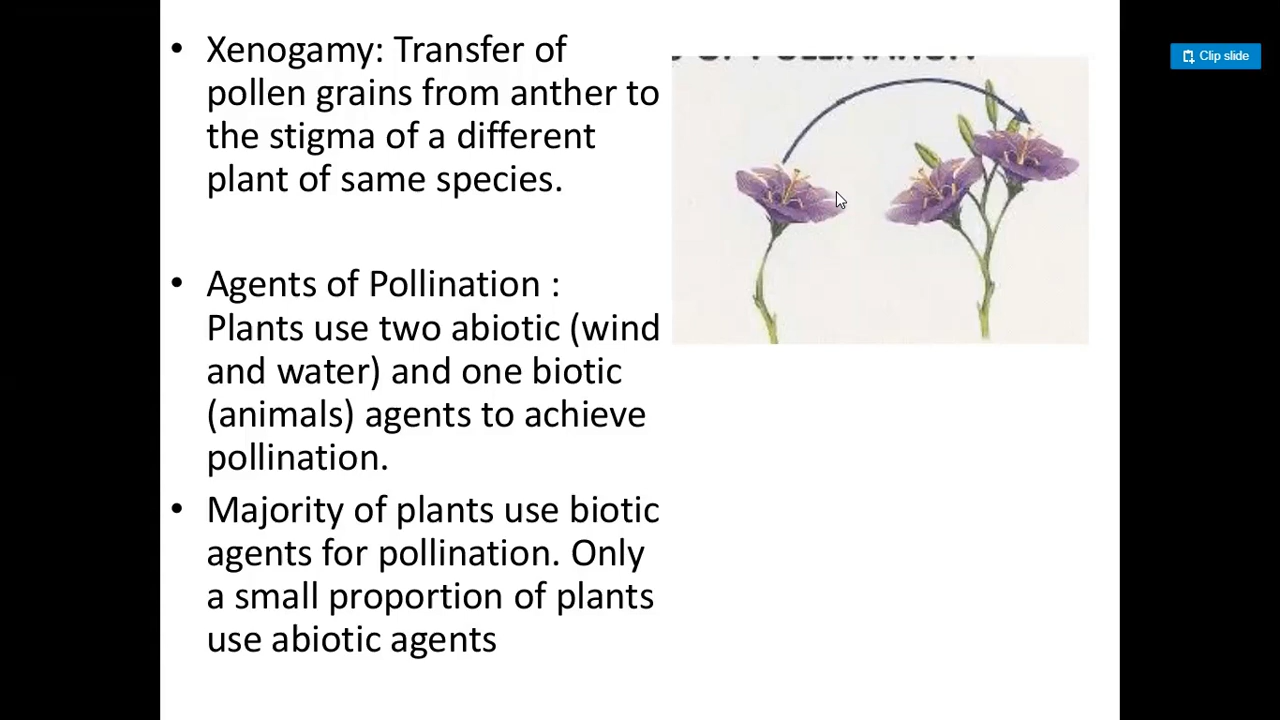 • Xenogamy: Transfer of
pollen grains from anther to
the stigma of a different
plant of same species.
• Agents of Pollination :
Plants use two abiotic (wind
and water) and one biotic
(animals) agents to achieve
pollination.
• Majority of plants use biotic
agents for pollination. Only
a small proportion of plants
use abiotic agents
Clip slide